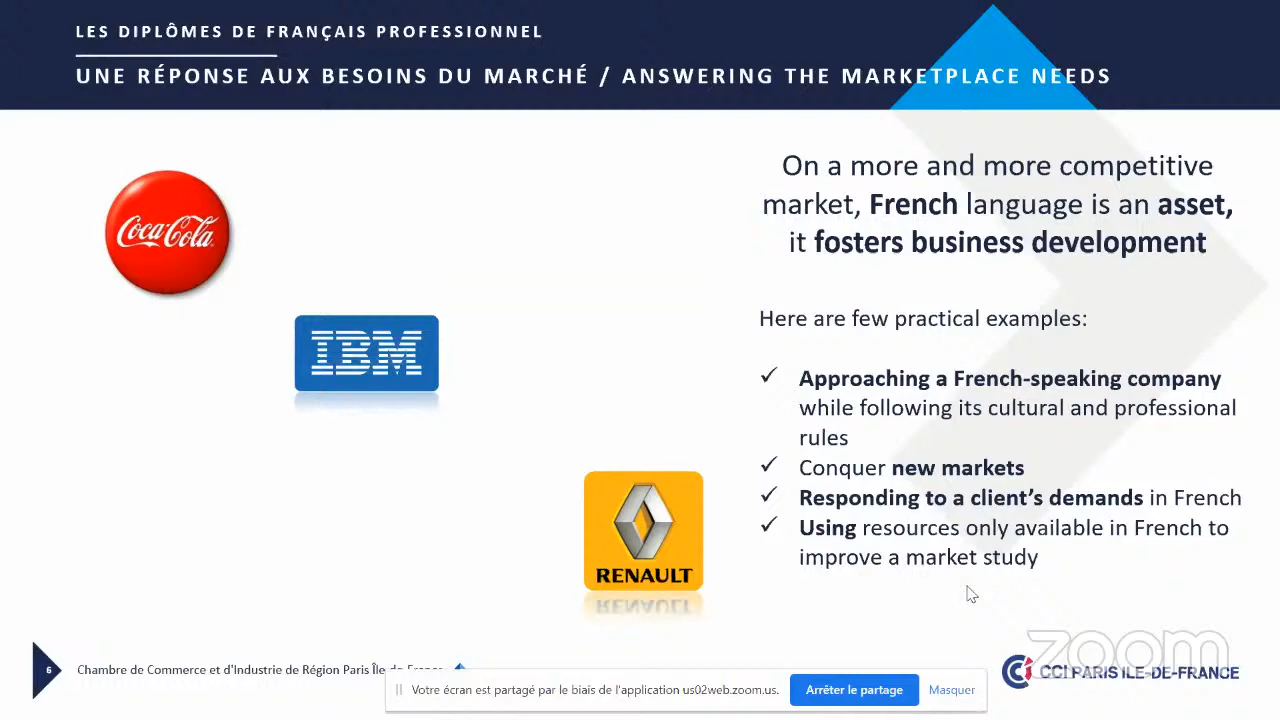 LES DIPLÔMES DE FRANÇAIS PROFESSIONNEL
UNE RÉPONSE AUX BESOINS DU MARCHÉ / ANSWERING THE MARKETPLACE NEEDS
Coca-Cola
IBM
RENAULT
On a more and more competitive
market, French language is an asset,
it fosters business development
Here are few practical examples:
✓ Approaching a French-speaking company
while following its cultural and professional
rules
✓ Conquer new markets
✓ Responding to a client’s demands in French
✓ Using resources only available in French to
improve a market study
6
Chambre de Commerce et d'Industrie de Région Paris Île de France
Votre écran est partagé par le biais de l'application us02web.zoom.us.
Arrêter le partage
Masquer
zoom
CCI PARIS ILE-DE-FRANCE